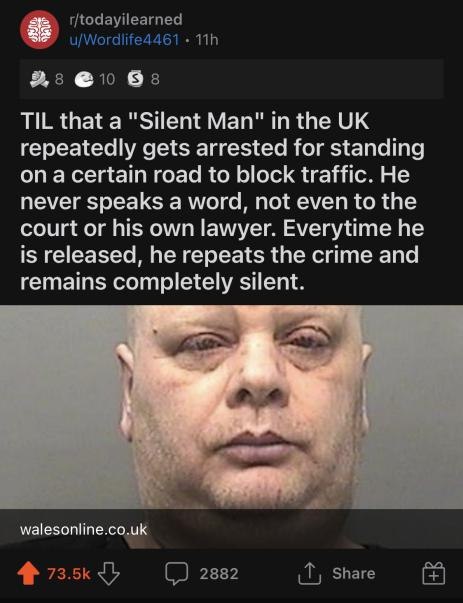 r/todayilearned
u/Wordlife4461 • 11h
8 10 S 8
TIL that a "Silent Man" in the UK
repeatedly gets arrested for standing
on a certain road to block traffic. He
never speaks a word, not even to the
court or his own lawyer. Everytime he
is released, he repeats the crime and
remains completely silent.
walesonline.co.uk
73.5k 2882 Share